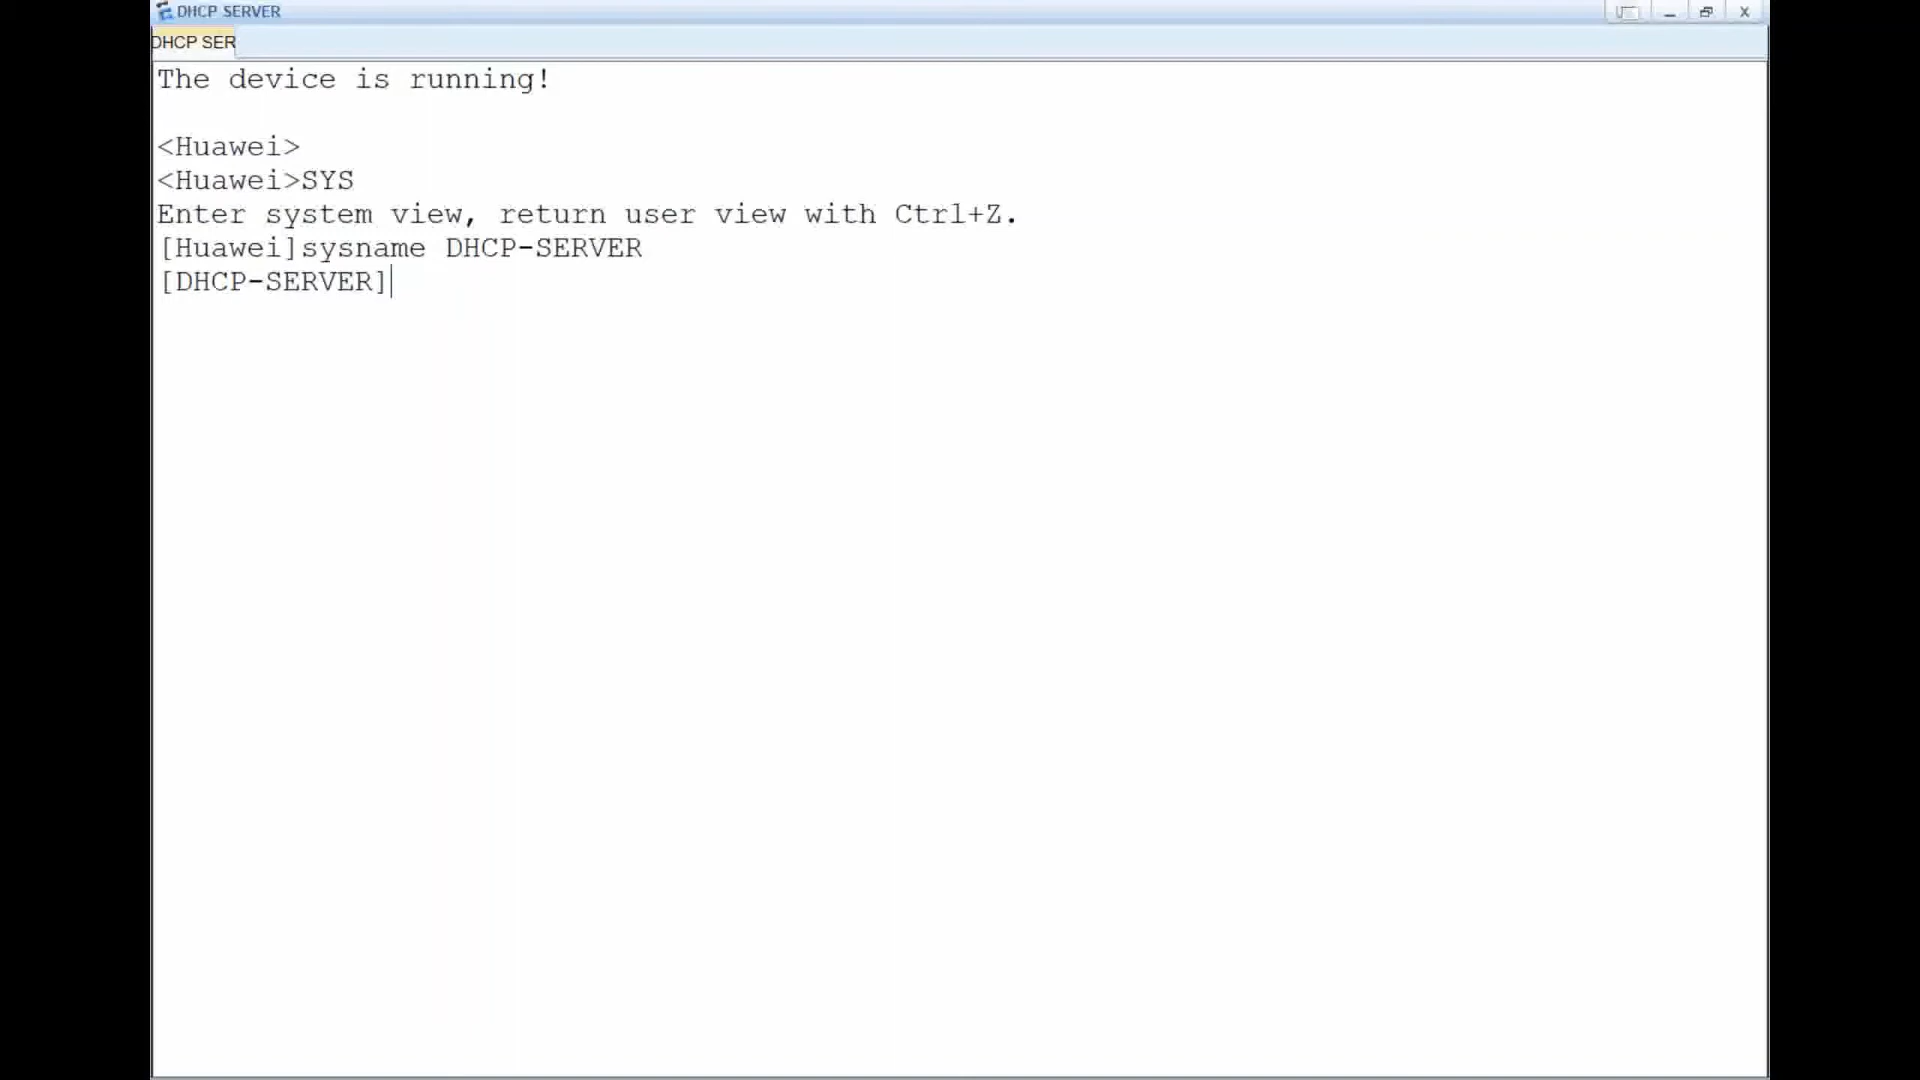 DHCP SERVER
DHCP SER
The device is running!
<Huawei>
<Huawei>SYS
Enter system view, return user view with Ctrl+Z.
[Huawei]sysname DHCP-SERVER
[DHCP-SERVER]